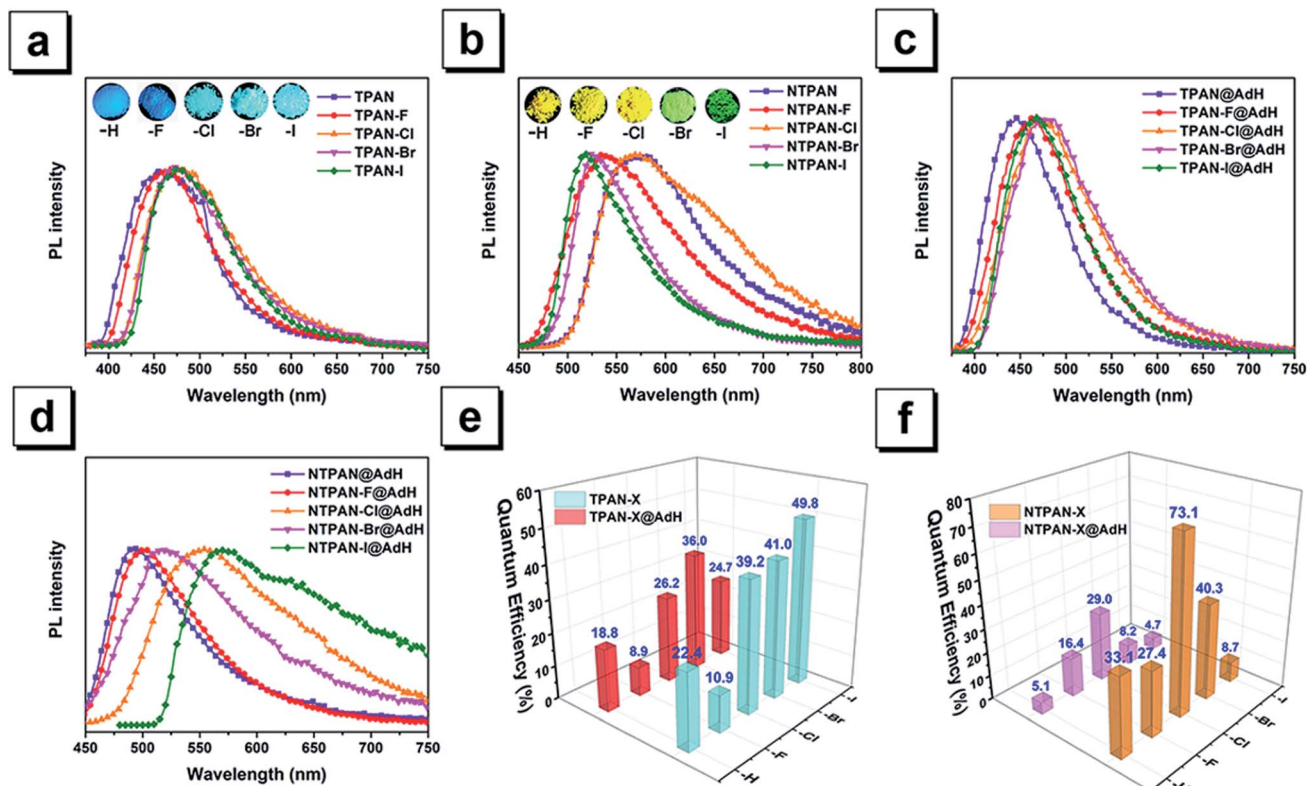 a
-H -F -Cl -Br -I
TPAN
TPAN-F
TPAN-Cl
TPAN-Br
TPAN-I
PL intensity
400 450 500 550 600 650 700 750
Wavelength (nm)
b
-H -F -Cl -Br -I
NTPAN
NTPAN-F
NTPAN-Cl
NTPAN-Br
NTPAN-I
PL intensity
450 500 550 600 650 700 750 800
Wavelength (nm)
c
TPAN@AdH
TPAN-F@AdH
TPAN-Cl@AdH
TPAN-Br@AdH
TPAN-I@AdH
PL intensity
400 450 500 550 600 650 700 750
Wavelength (nm)
d
NTPAN@AdH
NTPAN-F@AdH
NTPAN-Cl@AdH
NTPAN-Br@AdH
NTPAN-I@AdH
PL intensity
450 500 550 600 650 700 750
Wavelength (nm)
e
TPAN-X
TPAN-X@AdH
Quantum Efficiency (%)
60
50
40
30
20
10
0
18.8
8.9
26.2
36.0
24.7
22.4
10.9
39.2
41.0
49.8
-H
-F
-Cl
-Br
-I
f
NTPAN-X
NTPAN-X@AdH
Quantum Efficiency (%)
80
70
60
50
40
30
20
10
0
5.1
16.4
29.0
8.2
4.7
33.1
27.4
73.1
40.3
8.7
-F
-Cl
-Br
-I